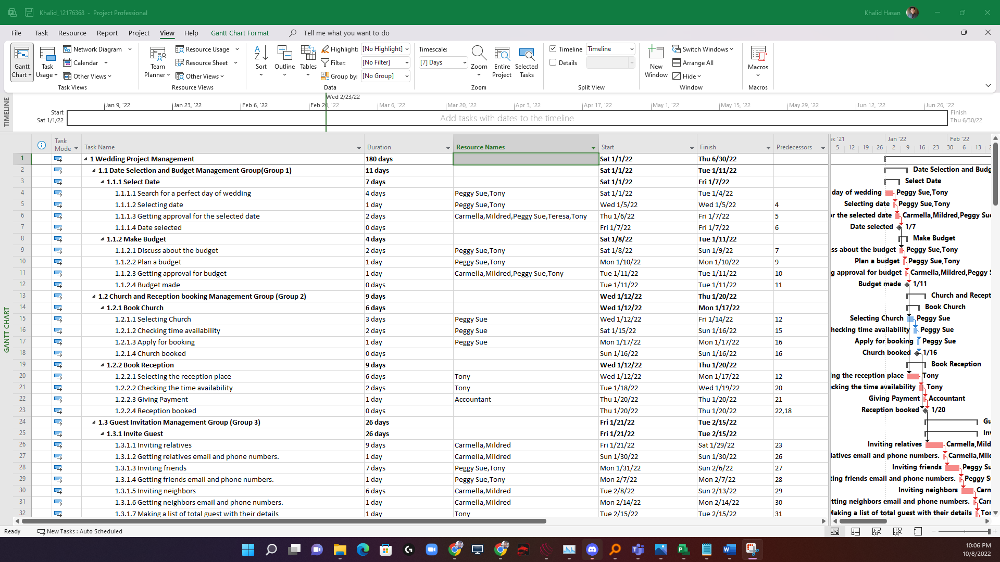 Khalid_12176368 - Project Professional
Khalid Hasan
File Task Resource Report Project View Help Gantt Chart Format Tell me what you want to do
Gantt Chart
Task Usage
Network Diagram
Calendar
Other Views
Task Views
Team Planner
Resource Usage
Resource Sheet
Other Views
Resource Views
Sort
Outline
Tables
Highlight: [No Highlight]
Filter: [No Filter]
Group by: [No Group]
Data
Timescale:
[7] Days
Zoom
Entire Project
Selected Tasks
Zoom
Timeline Timeline
Details
Split View
New Window
Switch Windows
Arrange All
Hide
Window
Macros
Macros
TIMELINE
Wed 2/23/22
Jan 9, '22 Jan 23, '22 Feb 6, '22 Feb 20, '22 Mar 6, '22 Mar 20, '22 Apr 3, '22 Apr 17, '22 May 1, '22 May 15, '22 May 29, '22 Jun 12, '22 Jun 26, '22
Start
Sat 1/1/22
Add tasks with dates to the timeline
Finish
Thu 6/30/22
GANTT CHART
Task Mode Task Name Duration Resource Names Start Finish Predecessors
1 1 Wedding Project Management 180 days Sat 1/1/22 Thu 6/30/22
2 1.1 Date Selection and Budget Management Group(Group 1) 11 days Sat 1/1/22 Tue 1/11/22
3 1.1.1 Select Date 7 days Sat 1/1/22 Fri 1/7/22
4 1.1.1.1 Search for a perfect day of wedding 4 days Peggy Sue,Tony Sat 1/1/22 Tue 1/4/22
5 1.1.1.2 Selecting date 1 day Peggy Sue,Tony Wed 1/5/22 Wed 1/5/22 4
6 1.1.1.3 Getting approval for the selected date 2 days Carmella,Mildred,Peggy Sue,Teresa,Tony Thu 1/6/22 Fri 1/7/22 5
7 1.1.1.4 Date selected 0 days Fri 1/7/22 Fri 1/7/22 6
8 1.1.2 Make Budget 4 days Sat 1/8/22 Tue 1/11/22
9 1.1.2.1 Discuss about the budget 2 days Peggy Sue,Tony Sat 1/8/22 Sun 1/9/22 7
10 1.1.2.2 Plan a budget 1 day Peggy Sue,Tony Mon 1/10/22 Mon 1/10/22 9
11 1.1.2.3 Getting approval for budget 1 day Carmella,Mildred,Peggy Sue,Tony Tue 1/11/22 Tue 1/11/22 10
12 1.1.2.4 Budget made 0 days Tue 1/11/22 Tue 1/11/22 11
13 1.2 Church and Reception booking Management Group (Group 2) 9 days Wed 1/12/22 Thu 1/20/22
14 1.2.1 Book Church 6 days Wed 1/12/22 Mon 1/17/22
15 1.2.1.1 Selecting Church 3 days Peggy Sue Wed 1/12/22 Fri 1/14/22 12
16 1.2.1.2 Checking time availability 2 days Peggy Sue Sat 1/15/22 Sun 1/16/22 15
17 1.2.1.3 Apply for booking 1 day Peggy Sue Mon 1/17/22 Mon 1/17/22 16
18 1.2.1.4 Church booked 0 days Sun 1/16/22 Sun 1/16/22 16
19 1.2.2 Book Reception 9 days Wed 1/12/22 Thu 1/20/22
20 1.2.2.1 Selecting the reception place 6 days Tony Wed 1/12/22 Mon 1/17/22 12
21 1.2.2.2 Checking the time availability 2 days Tony Tue 1/18/22 Wed 1/19/22 20
22 1.2.2.3 Giving Payment 1 day Accountant Thu 1/20/22 Thu 1/20/22 21
23 1.2.2.4 Reception booked 0 days Thu 1/20/22 Thu 1/20/22 22,18
24 1.3 Guest Invitation Management Group (Group 3) 26 days Fri 1/21/22 Tue 2/15/22
25 1.3.1 Invite Guest 26 days Fri 1/21/22 Tue 2/15/22
26 1.3.1.1 Inviting relatives 9 days Carmella,Mildred Fri 1/21/22 Sat 1/29/22 23
27 1.3.1.2 Getting relatives email and phone numbers. 1 day Carmella,Mildred Sun 1/30/22 Sun 1/30/22 26
28 1.3.1.3 Inviting friends 7 days Peggy Sue,Tony Mon 1/31/22 Sun 2/6/22 27
29 1.3.1.4 Getting friends email and phone numbers. 1 day Peggy Sue,Tony Mon 2/7/22 Mon 2/7/22 28
30 1.3.1.5 Inviting neighbors 6 days Carmella,Mildred Tue 2/8/22 Sun 2/13/22 29
31 1.3.1.6 Getting neighbors email and phone numbers. 1 day Carmella,Mildred Mon 2/14/22 Mon 2/14/22 30
32 1.3.1.7 Making a list of total guest with their details 1 day Tony Tue 2/15/22 Tue 2/15/22 31
ec '21 Jan '22 Feb '22
5 12 19 26 2 9 16 23 30 6 13 2
Date Selection and Budg
Select Date
day of wedding Peggy Sue,Tony
Selecting date Peggy Sue,Tony
or the selected date Carmella,Mildred,Peggy Sue
Date selected 1/7
Make Budget
ss about the budget Peggy Sue,Tony
Plan a budget Peggy Sue,Tony
g approval for budget Carmella,Mildred,Peggy S
Budget made 1/11
Church and Recept
Book Church
Selecting Church Peggy Sue
hecking time availability Peggy Sue
Apply for booking Peggy Sue
Church booked 1/16
Book Reception
ing the reception place Tony
ecking the time availability Tony
Giving Payment Accountant
Reception booked 1/20
Gu
Inv
Inviting relatives Carmella,Mild
latives email and phone numbers. Carmella,Milc
Inviting friends Peggy Su
ting friends email and phone numbers. Peggy S
Inviting neighbors Carm
etting neighbors email and phone numbers. Carr
Making a list of total guest with their details Tor
Ready New Tasks : Auto Scheduled
10:06 PM
10/8/2022